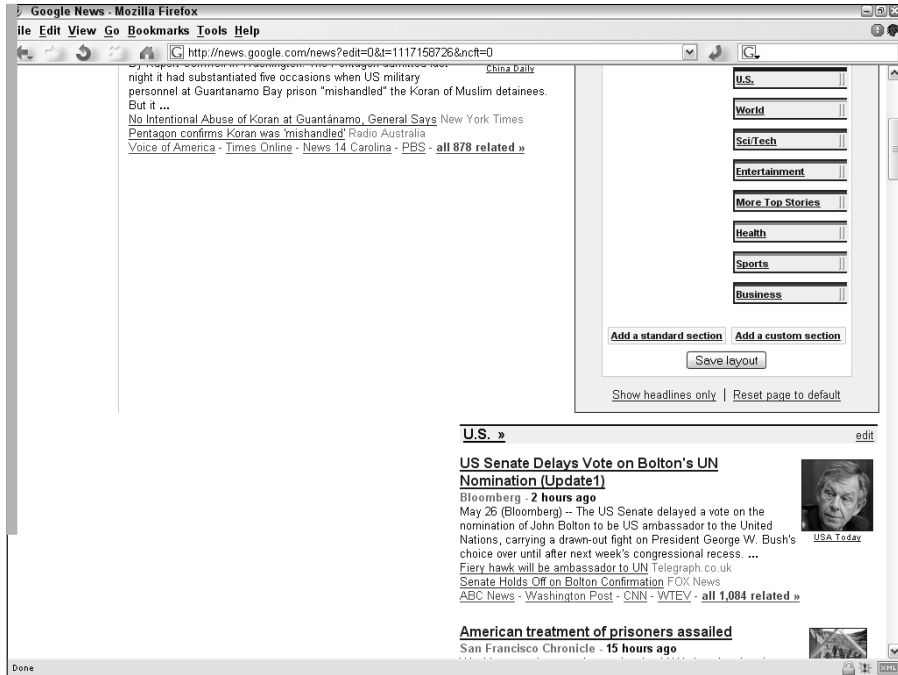 Google News - Mozilla Firefox
ile Edit View Go Bookmarks Tools Help
http://news.google.com/news?edit=0&t=1117158726&ncft=0
night it had substantiated five occasions when US military
personnel at Guantanamo Bay prison "mishandled" the Koran of Muslim detainees.
But it ...
China Daily
No Intentional Abuse of Koran at Guantánamo, General Says New York Times
Pentagon confirms Koran was 'mishandled' Radio Australia
Voice of America - Times Online - News 14 Carolina - PBS - all 878 related »
U.S.
World
Sci/Tech
Entertainment
More Top Stories
Health
Sports
Business
Add a standard section Add a custom section
Save layout
Show headlines only | Reset page to default
U.S. » edit
US Senate Delays Vote on Bolton's UN
Nomination (Update1)
Bloomberg - 2 hours ago
May 26 (Bloomberg) -- The US Senate delayed a vote on the
nomination of John Bolton to be US ambassador to the United
Nations, carrying a drawn-out fight on President George W. Bush's
choice over until after next week's congressional recess. ...
USA Today
Fiery hawk will be ambassador to UN Telegraph.co.uk
Senate Holds Off on Bolton Confirmation FOX News
ABC News - Washington Post - CNN - WTEV - all 1,084 related »
American treatment of prisoners assailed
San Francisco Chronicle - 15 hours ago
Done
XML